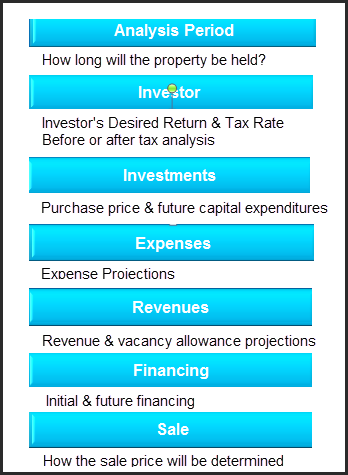 Analysis Period
How long will the property be held?
Investor
Investor's Desired Return & Tax Rate
Before or after tax analysis
Investments
Purchase price & future capital expenditures
Expenses
Expense Projections
Revenues
Revenue & vacancy allowance projections
Financing
Initial & future financing
Sale
How the sale price will be determined